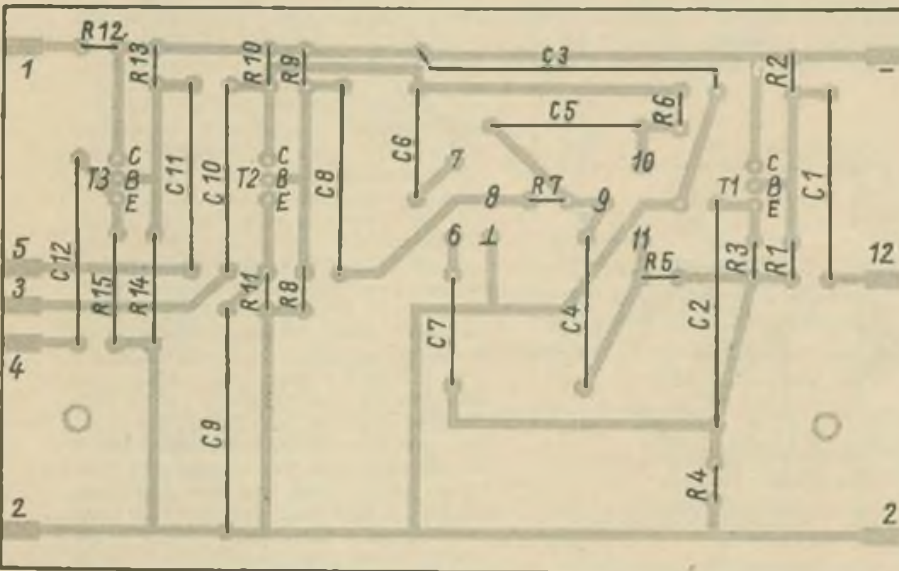 R12
1
R13
R10
R9
C3
R2
–
C5
R6
C11
C10
C6
7
10
C
B
E
T3
C
B
E
T2
C8
8
R7
9
C
B
E
T1
C1
5
C12
6
⊥
11
R5
R3
R1
12
3
R15
R14
R11
R8
C7
C4
C2
4
C9
R4
2
2